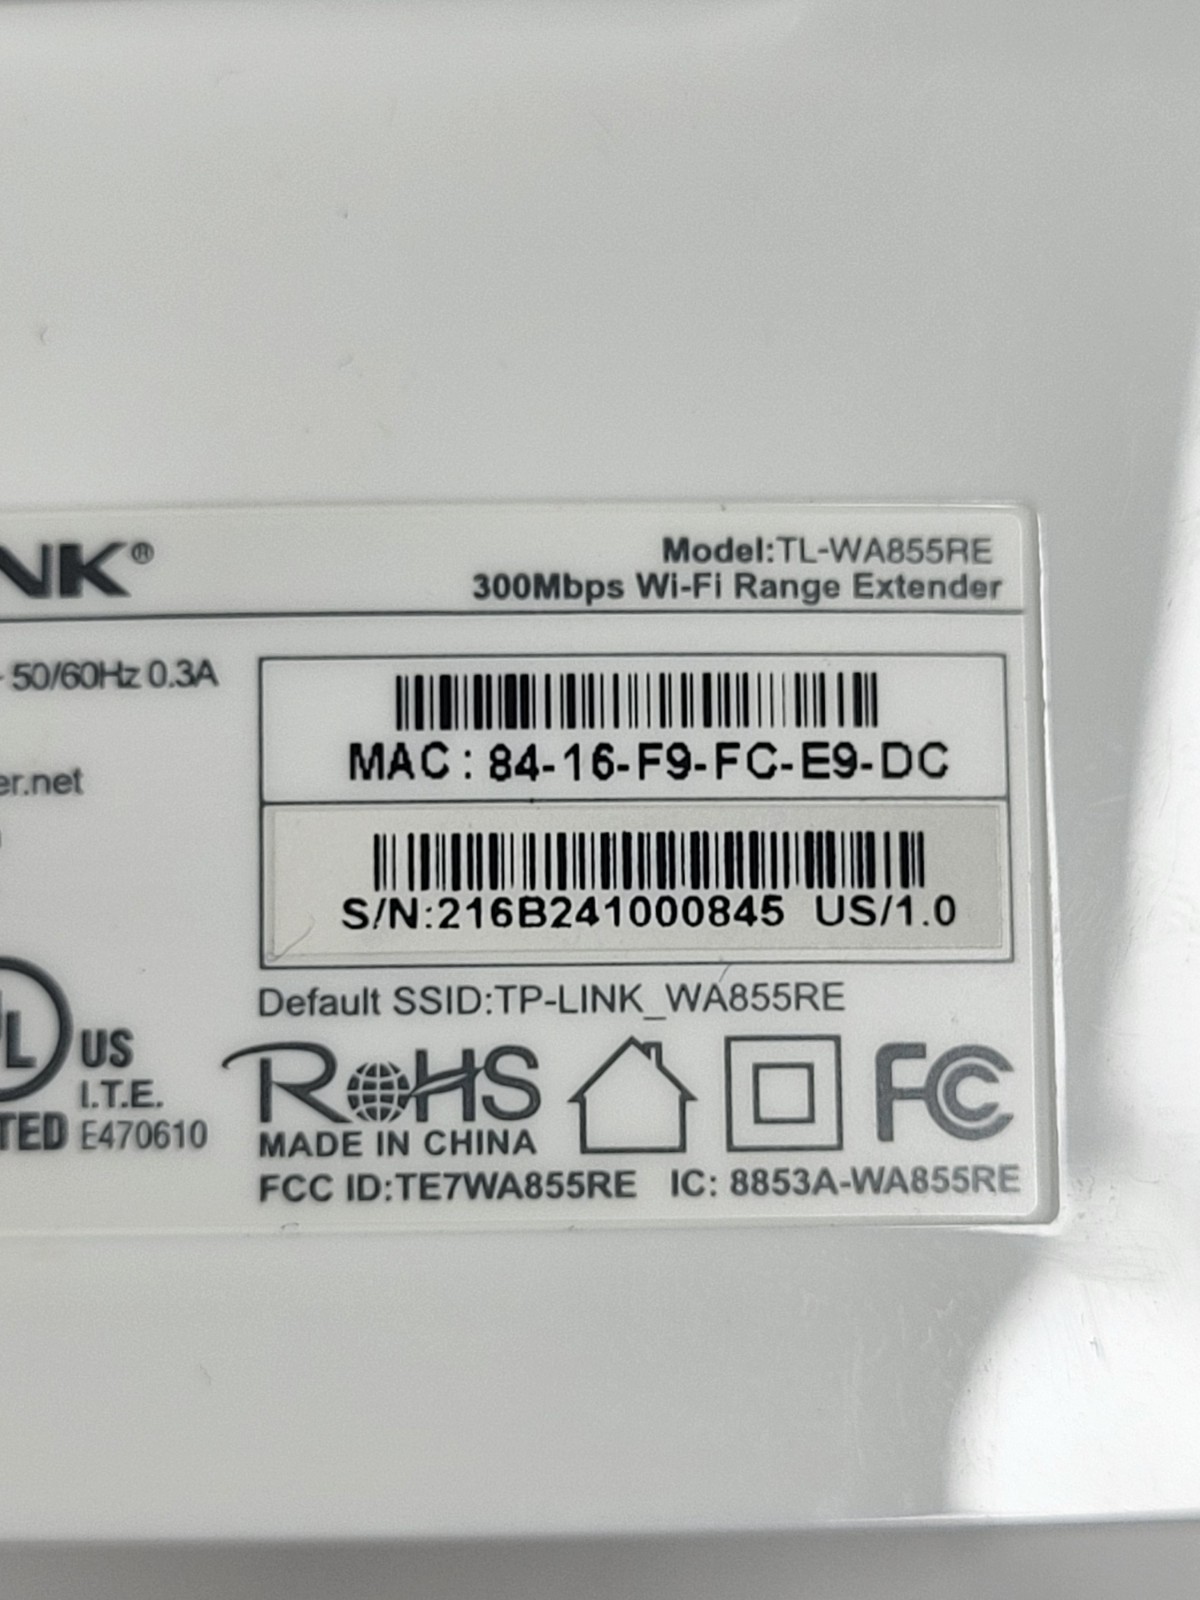 NK®
Model:TL-WA855RE
300Mbps Wi-Fi Range Extender
50/60Hz 0.3A
MAC: 84-16-F9-FC-E9-DC
er.net
S/N:216B241000845 US/1.0
Default SSID:TP-LINK_WA855RE
L US
I.T.E.
TED E470610
RoHS
FC
MADE IN CHINA
FCC ID:TE7WA855RE IC: 8853A-WA855RE